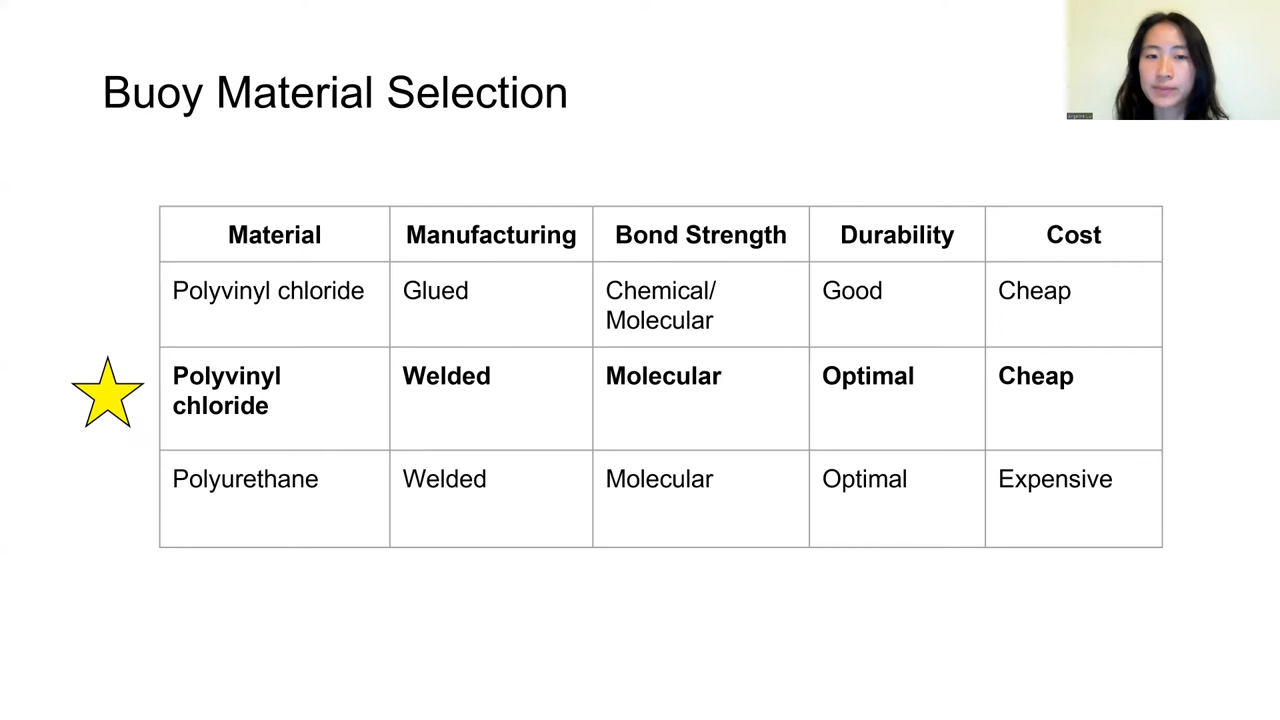 Buoy Material Selection
Material Manufacturing Bond Strength Durability Cost
Polyvinyl chloride Glued Chemical/ Good Cheap
Molecular
Polyvinyl Welded Molecular Optimal Cheap
chloride
Polyurethane Welded Molecular Optimal Expensive